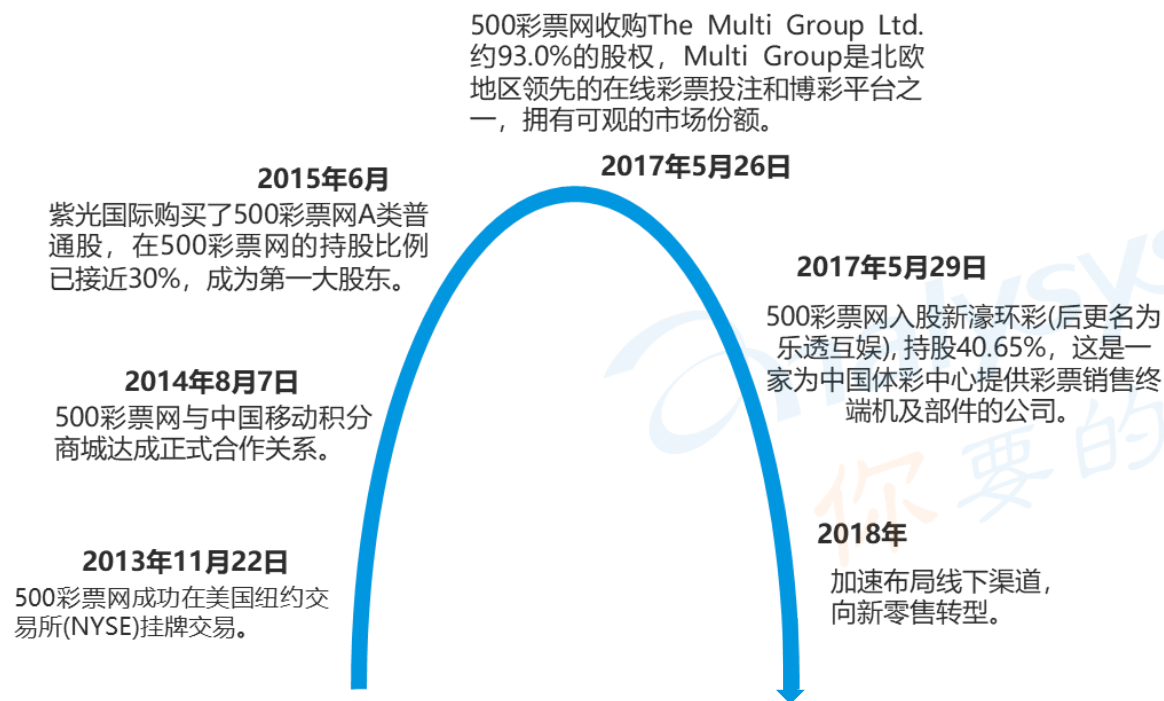 500彩票网收购The Multi Group Ltd.
约93.0%的股权，Multi Group是北欧
地区领先的在线彩票投注和博彩平台之
一，拥有可观的市场份额。
2017年5月26日
2015年6月
紫光国际购买了500彩票网A类普
通股，在500彩票网的持股比例
已接近30%，成为第一大股东。
2017年5月29日
500彩票网入股新濠环彩(后更名为
乐透互娱), 持股40.65%，这是一
家为中国体彩中心提供彩票销售终
端机及部件的公司。
2014年8月7日
500彩票网与中国移动积分
商城达成正式合作关系。
2013年11月22日
500彩票网成功在美国纽约交
易所(NYSE)挂牌交易。
2018年
加速布局线下渠道，
向新零售转型。
analysys
你要的